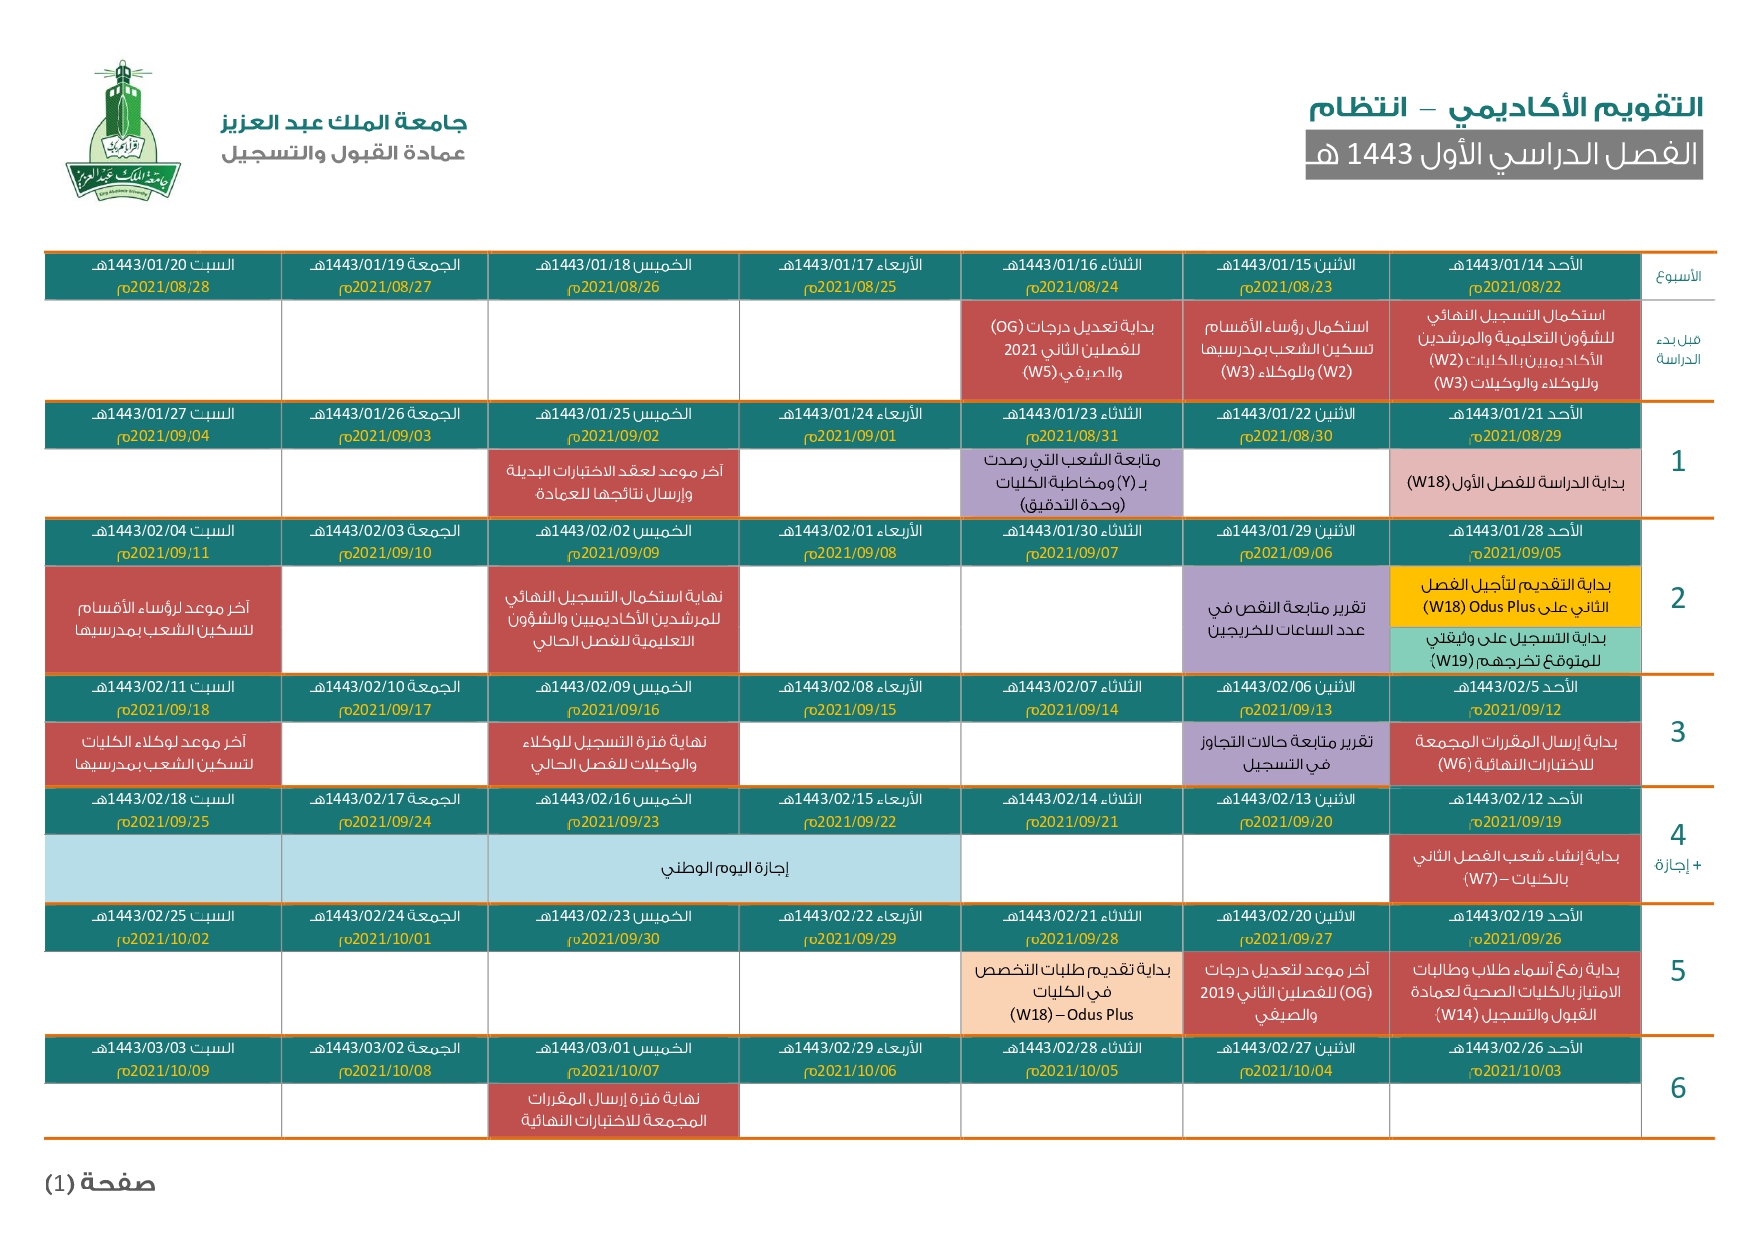 التقويم الأكاديمي – انتظام
الفصل الدراسي الأول 1443 هـ
جامعة الملك عبد العزيز
عمادة القبول والتسجيل
جامعة الملك عبد العزيز
King Abdulaziz University
الأسبوع
الأحد 1443/01/14هـ
2021/08/22م
الاثنين 1443/01/15هـ
2021/08/23م
الثلاثاء 1443/01/16هـ
2021/08/24م
الأربعاء 1443/01/17هـ
2021/08/25م
الخميس 1443/01/18هـ
2021/08/26م
الجمعة 1443/01/19هـ
2021/08/27م
السبت 1443/01/20هـ
2021/08/28م
قبل بدء
الدراسة
استكمال التسجيل النهائي
للشؤون التعليمية والمرشدين
الأكاديميين بالكليات (W2)
وللوكلاء والوكيلات (W3)
استكمال رؤساء الأقسام
تسكين الشعب بمدرسيها
(W2) وللوكلاء (W3)
بداية تعديل درجات (OG)
للفصلين الثاني 2021
والصيفي (W5)
1
الأحد 1443/01/21هـ
2021/08/29م
الاثنين 1443/01/22هـ
2021/08/30م
الثلاثاء 1443/01/23هـ
2021/08/31م
الأربعاء 1443/01/24هـ
2021/09/01م
الخميس 1443/01/25هـ
2021/09/02م
الجمعة 1443/01/26هـ
2021/09/03م
السبت 1443/01/27هـ
2021/09/04م
بداية الدراسة للفصل الأول (W18)
متابعة الشعب التي رصدت
بـ (Y) ومخاطبة الكليات
(وحدة التدقيق)
آخر موعد لعقد الاختبارات البديلة
وإرسال نتائجها للعمادة
2
الأحد 1443/01/28هـ
2021/09/05م
الاثنين 1443/01/29هـ
2021/09/06م
الثلاثاء 1443/01/30هـ
2021/09/07م
الأربعاء 1443/02/01هـ
2021/09/08م
الخميس 1443/02/02هـ
2021/09/09م
الجمعة 1443/02/03هـ
2021/09/10م
السبت 1443/02/04هـ
2021/09/11م
بداية التقديم لتأجيل الفصل
الثاني على Odus Plus (W18)
بداية التسجيل على وثيقتي
للمتوقع تخرجهم (W19)
تقرير متابعة النقص في
عدد الساعات للخريجين
نهاية استكمال التسجيل النهائي
للمرشدين الأكاديميين والشؤون
التعليمية للفصل الحالي
آخر موعد لرؤساء الأقسام
لتسكين الشعب بمدرسيها
3
الأحد 1443/02/5هـ
2021/09/12م
الاثنين 1443/02/06هـ
2021/09/13م
الثلاثاء 1443/02/07هـ
2021/09/14م
الأربعاء 1443/02/08هـ
2021/09/15م
الخميس 1443/02/09هـ
2021/09/16م
الجمعة 1443/02/10هـ
2021/09/17م
السبت 1443/02/11هـ
2021/09/18م
بداية إرسال المقررات المجمعة
للاختبارات النهائية (W6)
تقرير متابعة حالات التجاوز
في التسجيل
نهاية فترة التسجيل للوكلاء
والوكيلات للفصل الحالي
آخر موعد لوكلاء الكليات
لتسكين الشعب بمدرسيها
4
+ إجازة
الأحد 1443/02/12هـ
2021/09/19م
الاثنين 1443/02/13هـ
2021/09/20م
الثلاثاء 1443/02/14هـ
2021/09/21م
الأربعاء 1443/02/15هـ
2021/09/22م
الخميس 1443/02/16هـ
2021/09/23م
الجمعة 1443/02/17هـ
2021/09/24م
السبت 1443/02/18هـ
2021/09/25م
بداية إنشاء شعب الفصل الثاني
بالكليات – (W7)
إجازة اليوم الوطني
5
الأحد 1443/02/19هـ
2021/09/26م
الاثنين 1443/02/20هـ
2021/09/27م
الثلاثاء 1443/02/21هـ
2021/09/28م
الأربعاء 1443/02/22هـ
2021/09/29م
الخميس 1443/02/23هـ
2021/09/30م
الجمعة 1443/02/24هـ
2021/10/01م
السبت 1443/02/25هـ
2021/10/02م
بداية رفع أسماء طلاب وطالبات
الامتياز بالكليات الصحية لعمادة
القبول والتسجيل (W14)
آخر موعد لتعديل درجات
(OG) للفصلين الثاني 2019
والصيفي
بداية تقديم طلبات التخصص
في الكليات
Odus Plus – (W18)
6
الأحد 1443/02/26هـ
2021/10/03م
الاثنين 1443/02/27هـ
2021/10/04م
الثلاثاء 1443/02/28هـ
2021/10/05م
الأربعاء 1443/02/29هـ
2021/10/06م
الخميس 1443/03/01هـ
2021/10/07م
الجمعة 1443/03/02هـ
2021/10/08م
السبت 1443/03/03هـ
2021/10/09م
نهاية فترة إرسال المقررات
المجمعة للاختبارات النهائية
صفحة (1)